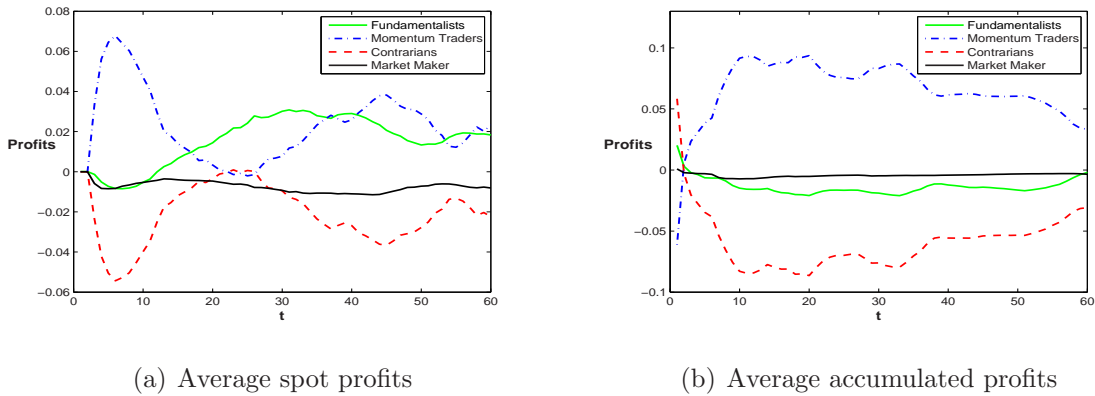 0.08
0.06
0.04
0.02
0
−0.02
−0.04
−0.06
Profits
0 10 20 30 40 50 60
t
Fundamentalists
Momentum Traders
Contrarians
Market Maker
(a) Average spot profits
0.1
0.05
0
−0.05
−0.1
Profits
0 10 20 30 40 50 60
t
Fundamentalists
Momentum Traders
Contrarians
Market Maker
(b) Average accumulated profits